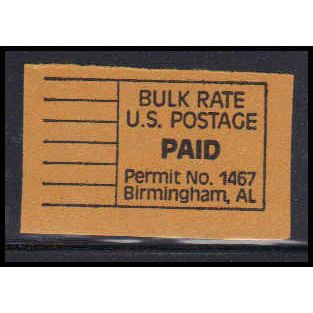 BULK RATE
U.S. POSTAGE
PAID
Permit No. 1467
Birmingham, AL